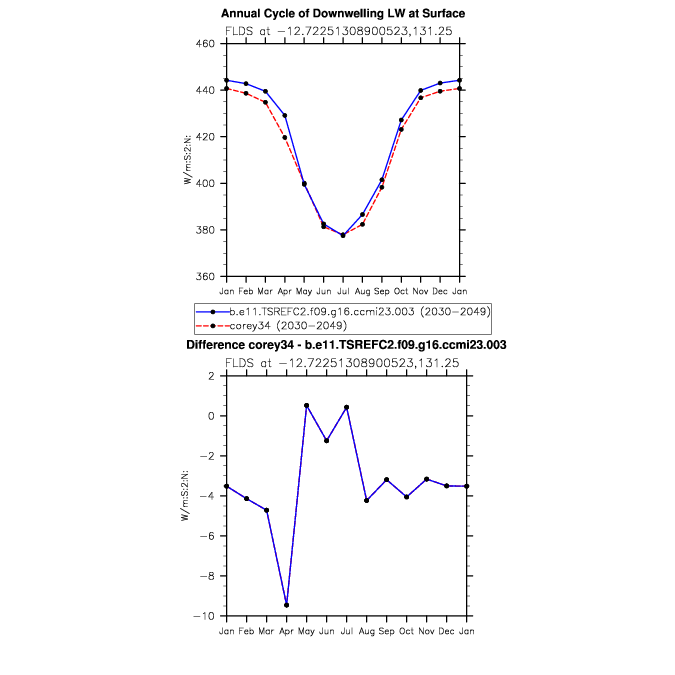 Annual Cycle of Downwelling LW at Surface
FLDS at −12.72251308900523,131.25
460
440
420
400
380
360
W/m:S:2:N:
Jan Feb Mar Apr May Jun Jul Aug Sep Oct Nov Dec Jan
b.e11.TSREFC2.f09.g16.ccmi23.003 (2030−2049)
corey34 (2030−2049)
Difference corey34 - b.e11.TSREFC2.f09.g16.ccmi23.003
FLDS at −12.72251308900523,131.25
2
0
−2
−4
−6
−8
−10
W/m:S:2:N:
Jan Feb Mar Apr May Jun Jul Aug Sep Oct Nov Dec Jan